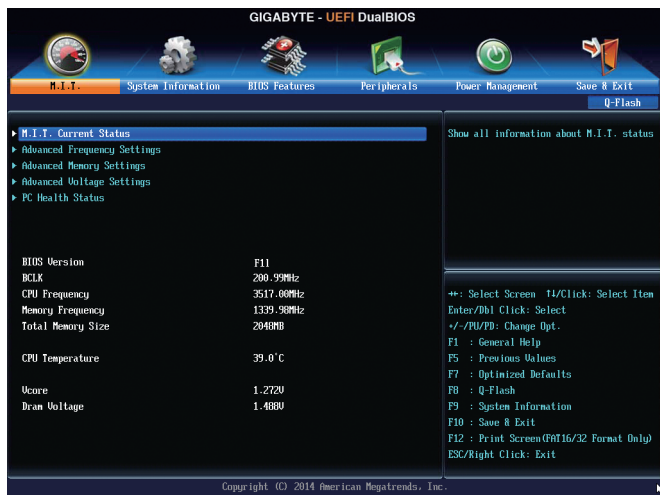 GIGABYTE - UEFI DualBIOS
M.I.T. System Information BIOS Features Peripherals Power Management Save & Exit
Q-Flash
M.I.T. Current Status
Advanced Frequency Settings
Advanced Memory Settings
Advanced Voltage Settings
PC Health Status
BIOS Version F11
BCLK 200.99MHz
CPU Frequency 3517.00MHz
Memory Frequency 1339.98MHz
Total Memory Size 2048MB
CPU Temperature 39.0°C
Vcore 1.272V
Dram Voltage 1.488V
Show all information about M.I.T. status
→←: Select Screen ↑↓/Click: Select Item
Enter/Dbl Click: Select
+/-/PU/PD: Change Opt.
F1 : General Help
F5 : Previous Values
F7 : Optimized Defaults
F8 : Q-Flash
F9 : System Information
F10 : Save & Exit
F12 : Print Screen(FAT16/32 Format Only)
ESC/Right Click: Exit
Copyright (C) 2014 American Megatrends, Inc.